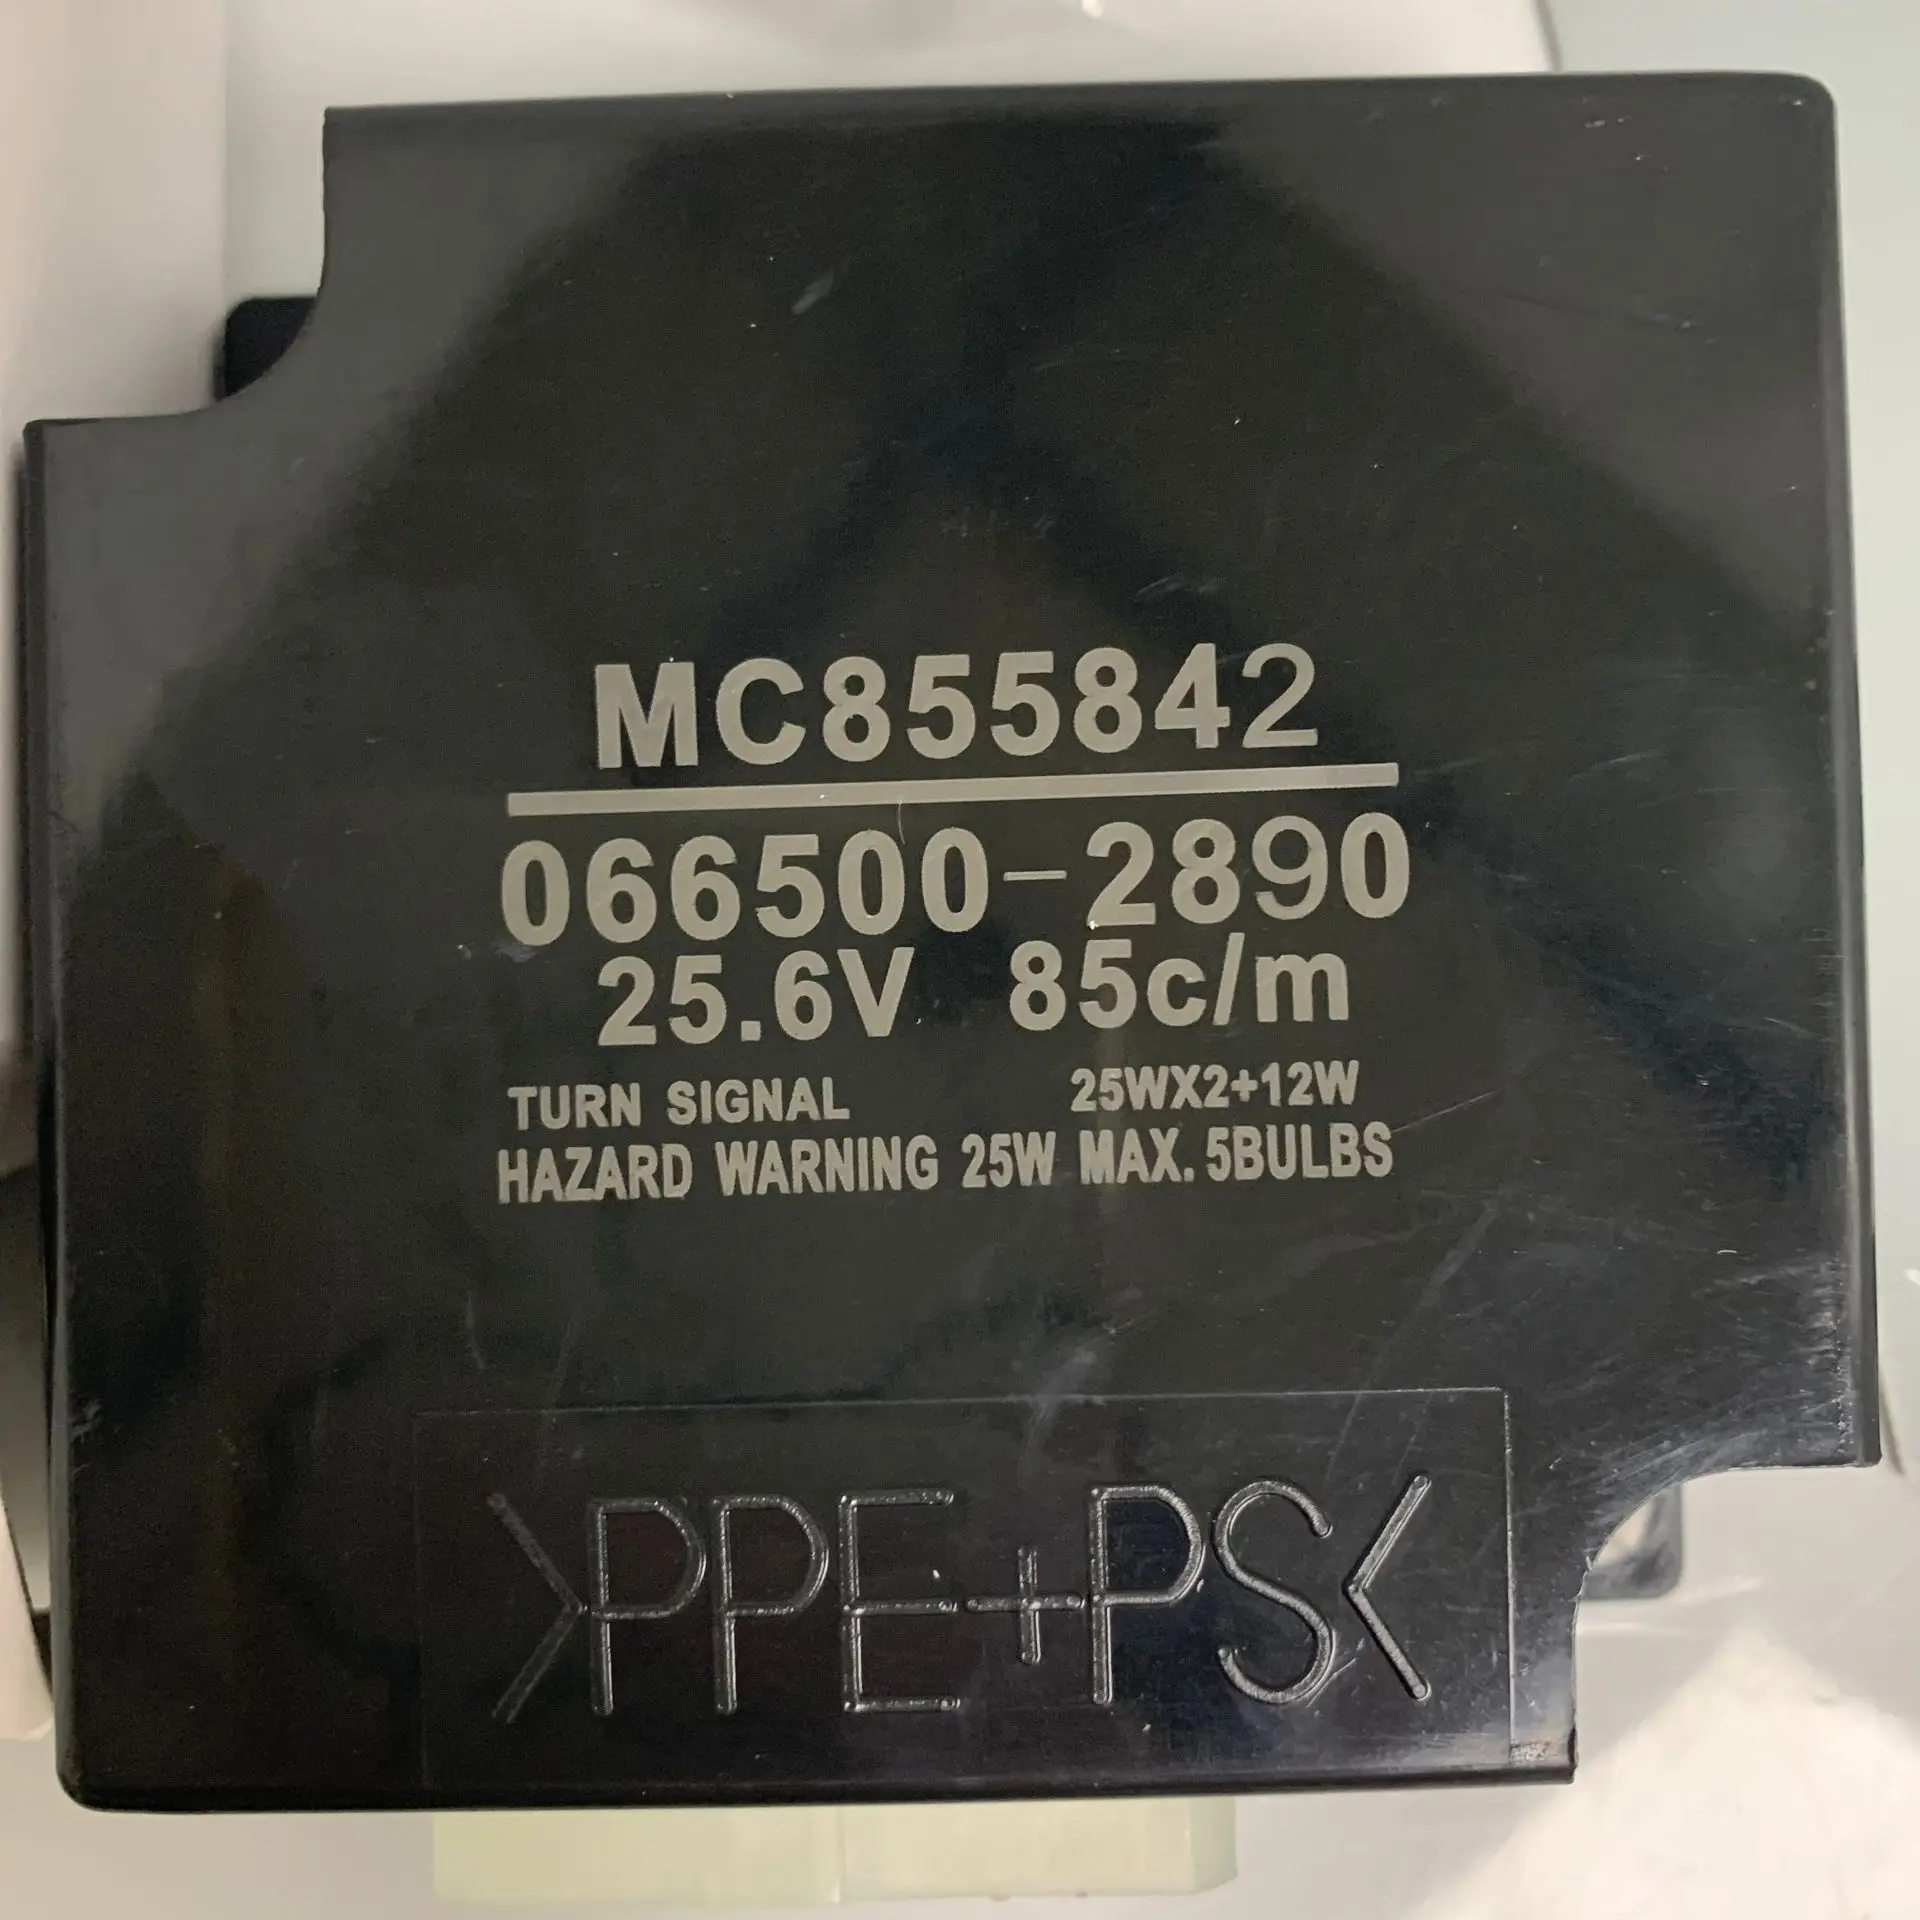 MC855842
066500-2890
25.6V 85c/m
TURN SIGNAL 25WX2+12W
HAZARD WARNING 25W MAX. 5BULBS
>PPE+PS<